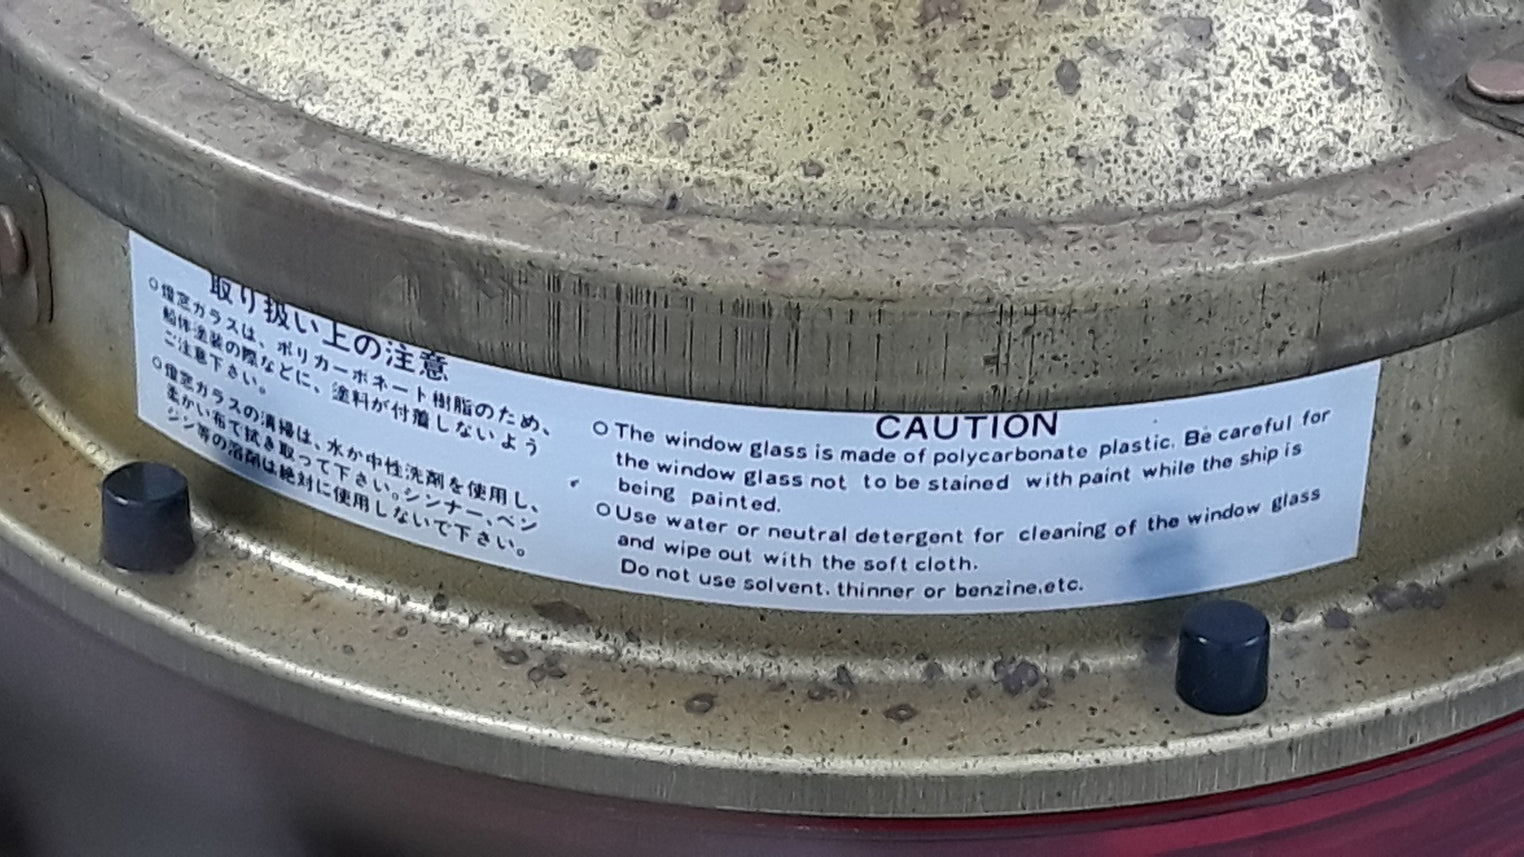 取り扱い上の注意
○燈窓ガラスは、ポリカーボネート樹脂のため、
船体塗装の際などに、塗料が付着しないよう
ご注意下さい。
○燈窓ガラスの清掃は、水か中性洗剤を使用し、
柔かい布で拭き取って下さい。シンナー、ベン
ジン等の溶剤は絶対に使用しないで下さい。
CAUTION
○The window glass is made of polycarbonate plastic. Be careful for
the window glass not to be stained with paint while the ship is
being painted.
○Use water or neutral detergent for cleaning of the window glass
and wipe out with the soft cloth.
Do not use solvent. thinner or benzine.etc.